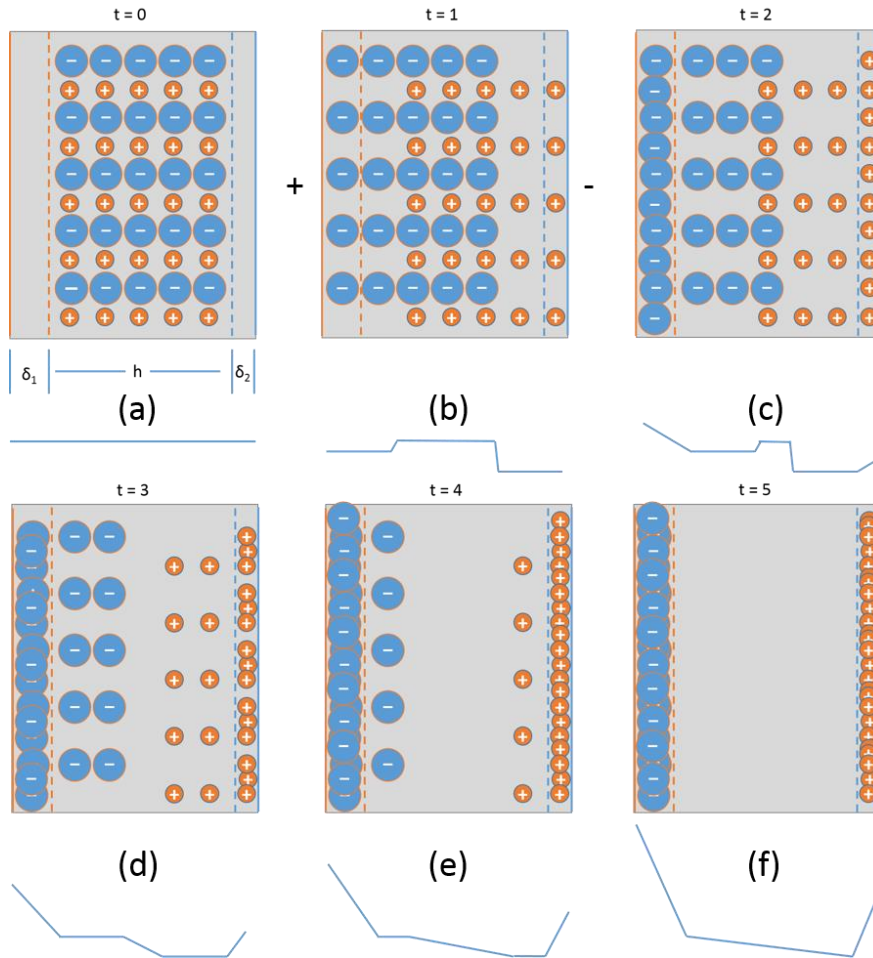 t = 0
t = 1
t = 2
+
-
δ₁
h
δ₂
(a)
(b)
(c)
t = 3
t = 4
t = 5
(d)
(e)
(f)